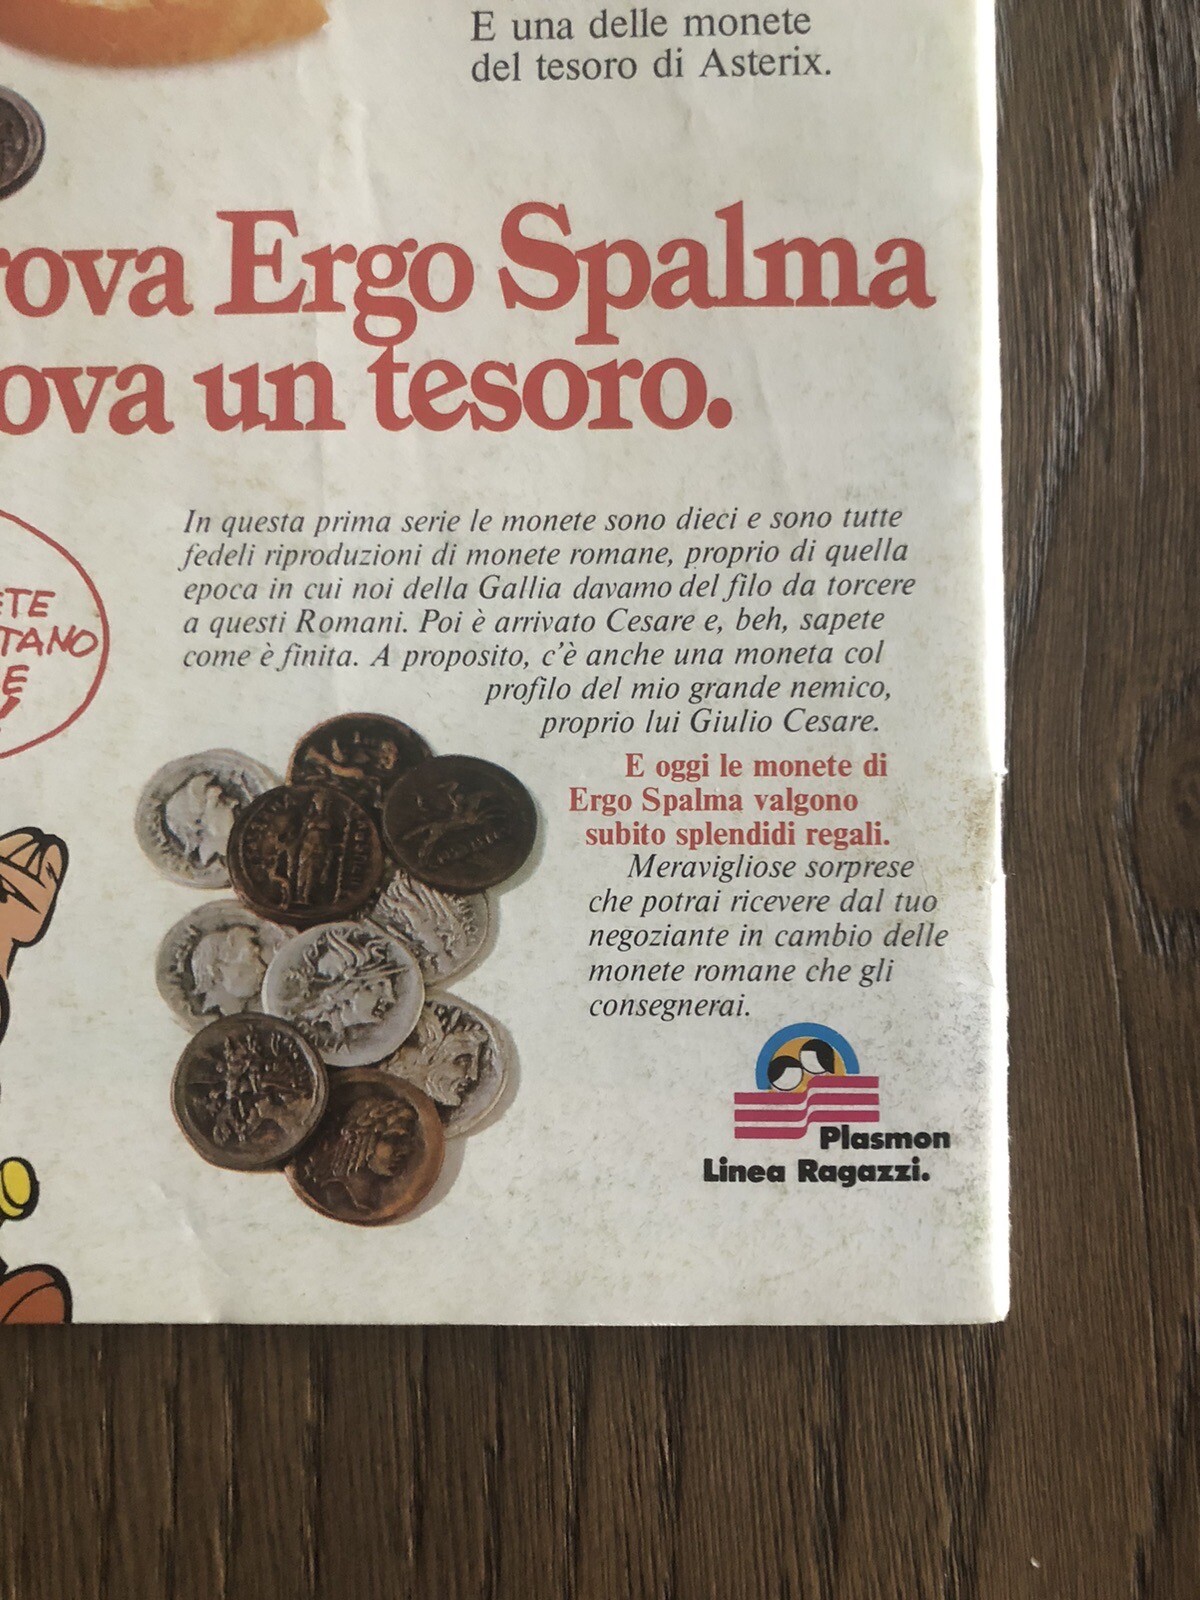 E una delle monete
del tesoro di Asterix.
Ergo Spalma
un tesoro.
In questa prima serie le monete sono dieci e sono tutte
fedeli riproduzioni di monete romane, proprio di quella
epoca in cui noi della Gallia davamo del filo da torcere
a questi Romani. Poi è arrivato Cesare e, beh, sapete
come è finita. A proposito, c'è anche una moneta col
profilo del mio grande nemico,
proprio lui Giulio Cesare.
E oggi le monete di
Ergo Spalma valgono
subito splendidi regali.
Meravigliose sorprese
che potrai ricevere dal tuo
negoziante in cambio delle
monete romane che gli
consegnerai.
Plasmon
Linea Ragazzi.